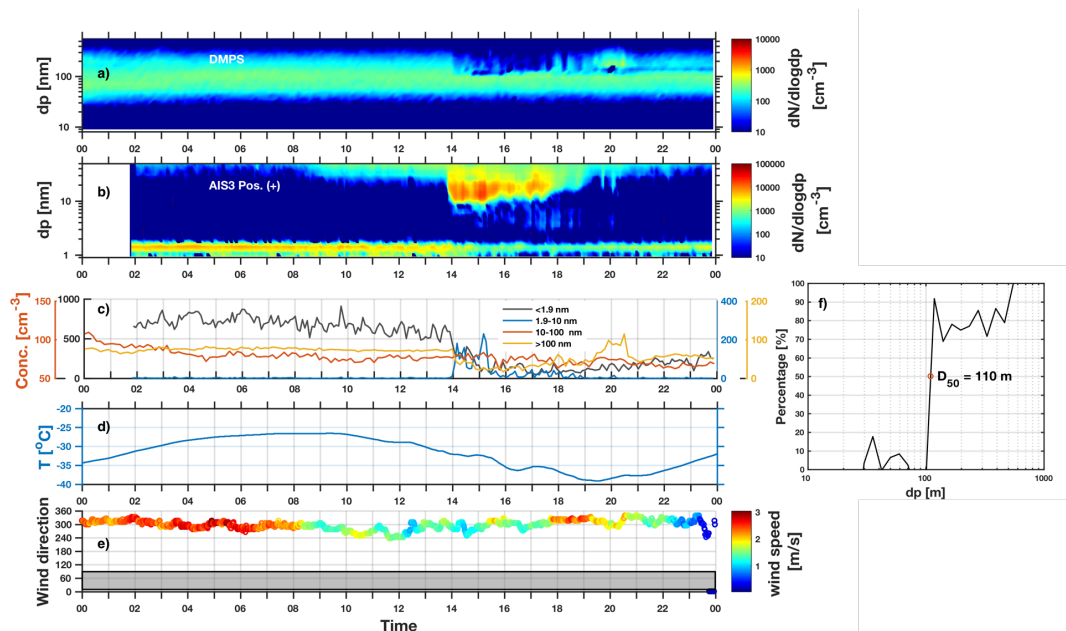 a)
DMPS
dp [nm]
100
10
00 02 04 06 08 10 12 14 16 18 20 22 00
10000
1000
100
10
dN/dlogdp
[cm-3]
b)
AIS3 Pos. (+)
dp [nm]
10
1
00 02 04 06 08 10 12 14 16 18 20 22 00
100000
10000
1000
100
10
dN/dlogdp
[cm-3]
c)
Conc. [cm-3]
150
100
50
1000
500
0
<1.9 nm
1.9-10 nm
10-100 nm
>100 nm
400
200
0
200
100
0
00 02 04 06 08 10 12 14 16 18 20 22 00
d)
T [oC]
-20
-25
-30
-35
-40
00 02 04 06 08 10 12 14 16 18 20 22 00
e)
Wind direction
360
300
240
180
120
60
0
00 02 04 06 08 10 12 14 16 18 20 22 00
Time
3
2
1
wind speed
[m/s]
f)
Percentage [%]
100
90
80
70
60
50
40
30
20
10
0
D50 = 110 m
10 100 1000
dp [m]